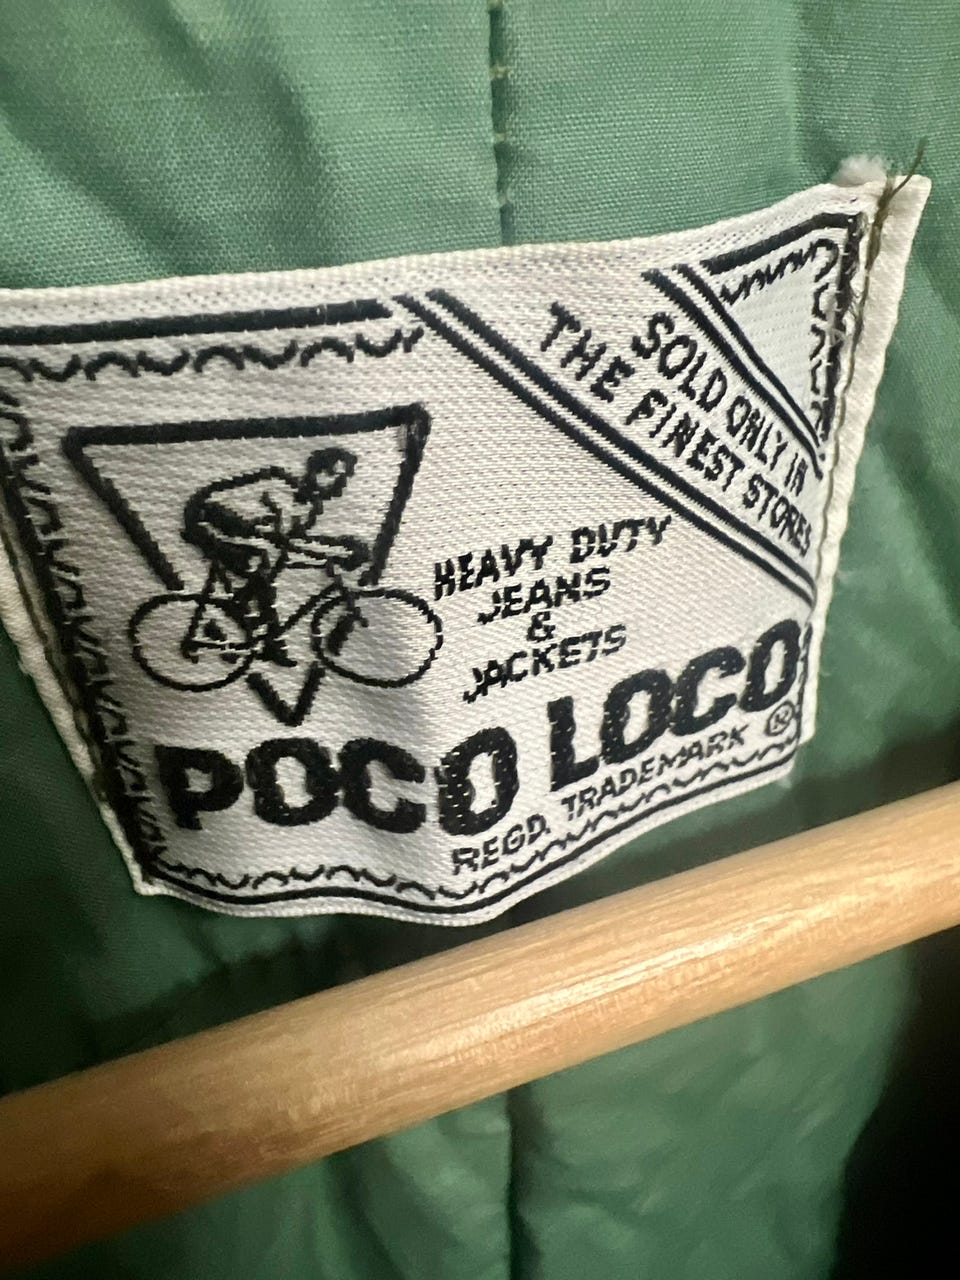 SOLD ONLY IN
THE FINEST STORES
HEAVY DUTY
JEANS
&
JACKETS
POCO LOCO
REGD. TRADEMARK ®